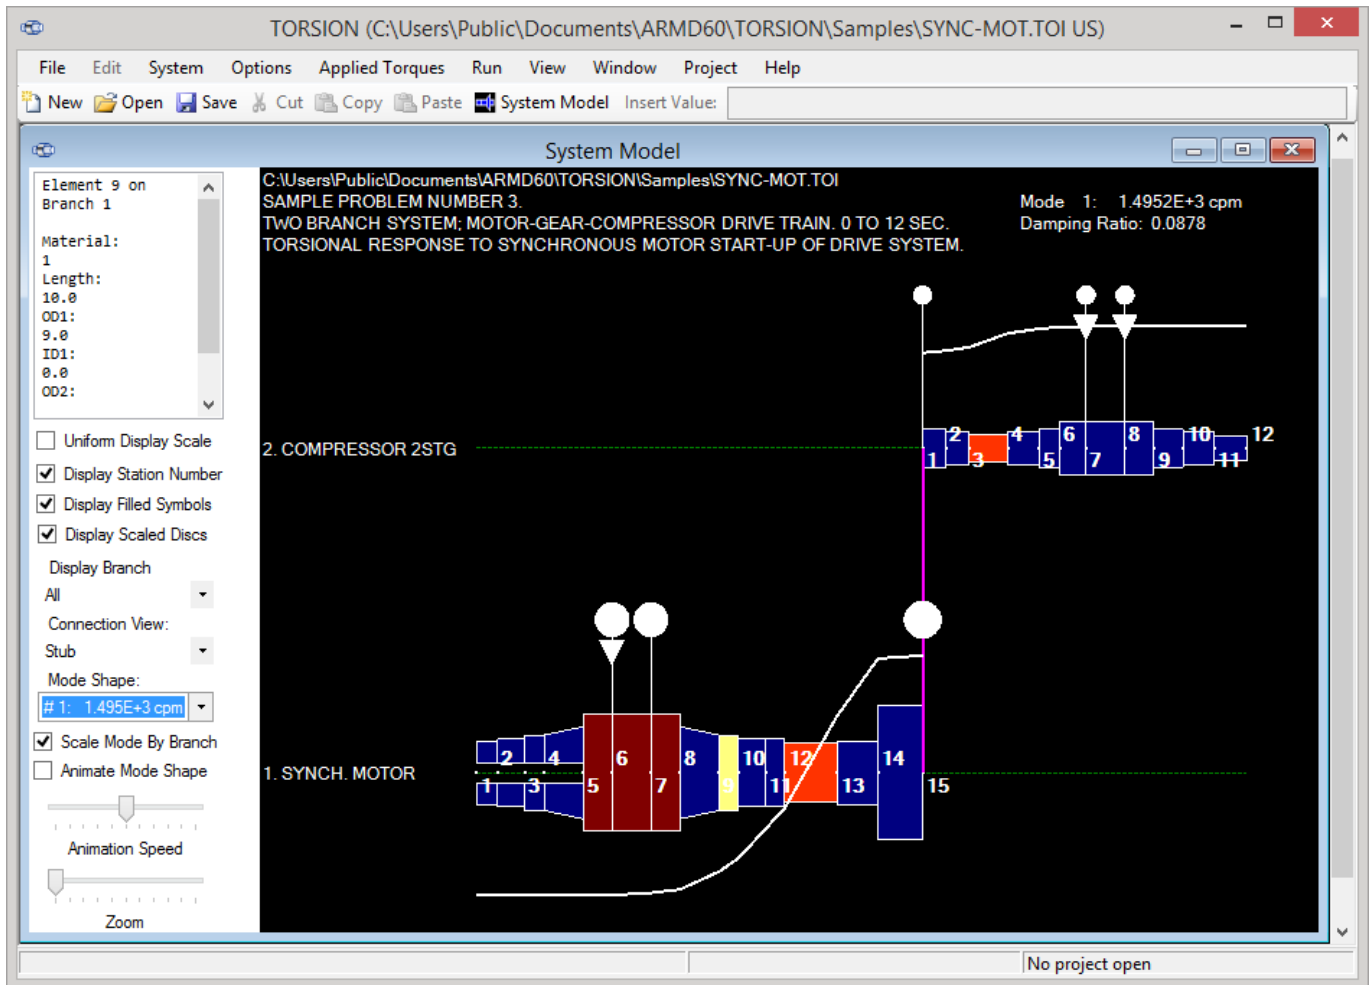 TORSION (C:\Users\Public\Documents\ARMD60\TORSION\Samples\SYNC-MOT.TOI US)
File Edit System Options Applied Torques Run View Window Project Help
New Open Save Cut Copy Paste System Model Insert Value:
System Model
Element 9 on
Branch 1
Material:
1
Length:
10.0
OD1:
9.0
ID1:
0.0
OD2:
Uniform Display Scale
Display Station Number
Display Filled Symbols
Display Scaled Discs
Display Branch
All
Connection View:
Stub
Mode Shape:
# 1: 1.495E+3 cpm
Scale Mode By Branch
Animate Mode Shape
Animation Speed
Zoom
C:\Users\Public\Documents\ARMD60\TORSION\Samples\SYNC-MOT.TOI
SAMPLE PROBLEM NUMBER 3.
TWO BRANCH SYSTEM; MOTOR-GEAR-COMPRESSOR DRIVE TRAIN. 0 TO 12 SEC.
TORSIONAL RESPONSE TO SYNCHRONOUS MOTOR START-UP OF DRIVE SYSTEM.
Mode 1: 1.4952E+3 cpm
Damping Ratio: 0.0878
2. COMPRESSOR 2STG
1 2 3 4 5 6 7 8 9 10 11 12
1. SYNCH. MOTOR
1 2 3 4 5 6 7 8 9 10 11 12 13 14 15
No project open